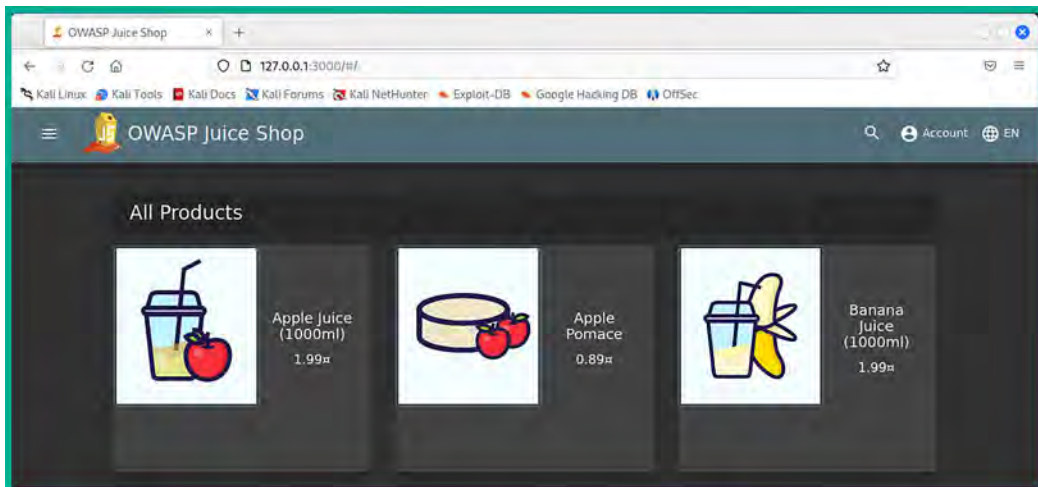 OWASP Juice Shop
127.0.0.1:3000/#/
Kali Linux Kali Tools Kali Docs Kali Forums Kali NetHunter Exploit-DB Google Hacking DB OffSec
OWASP Juice Shop Account EN
All Products
Apple Juice
(1000ml)
1.99¤
Apple
Pomace
0.89¤
Banana
Juice
(1000ml)
1.99¤